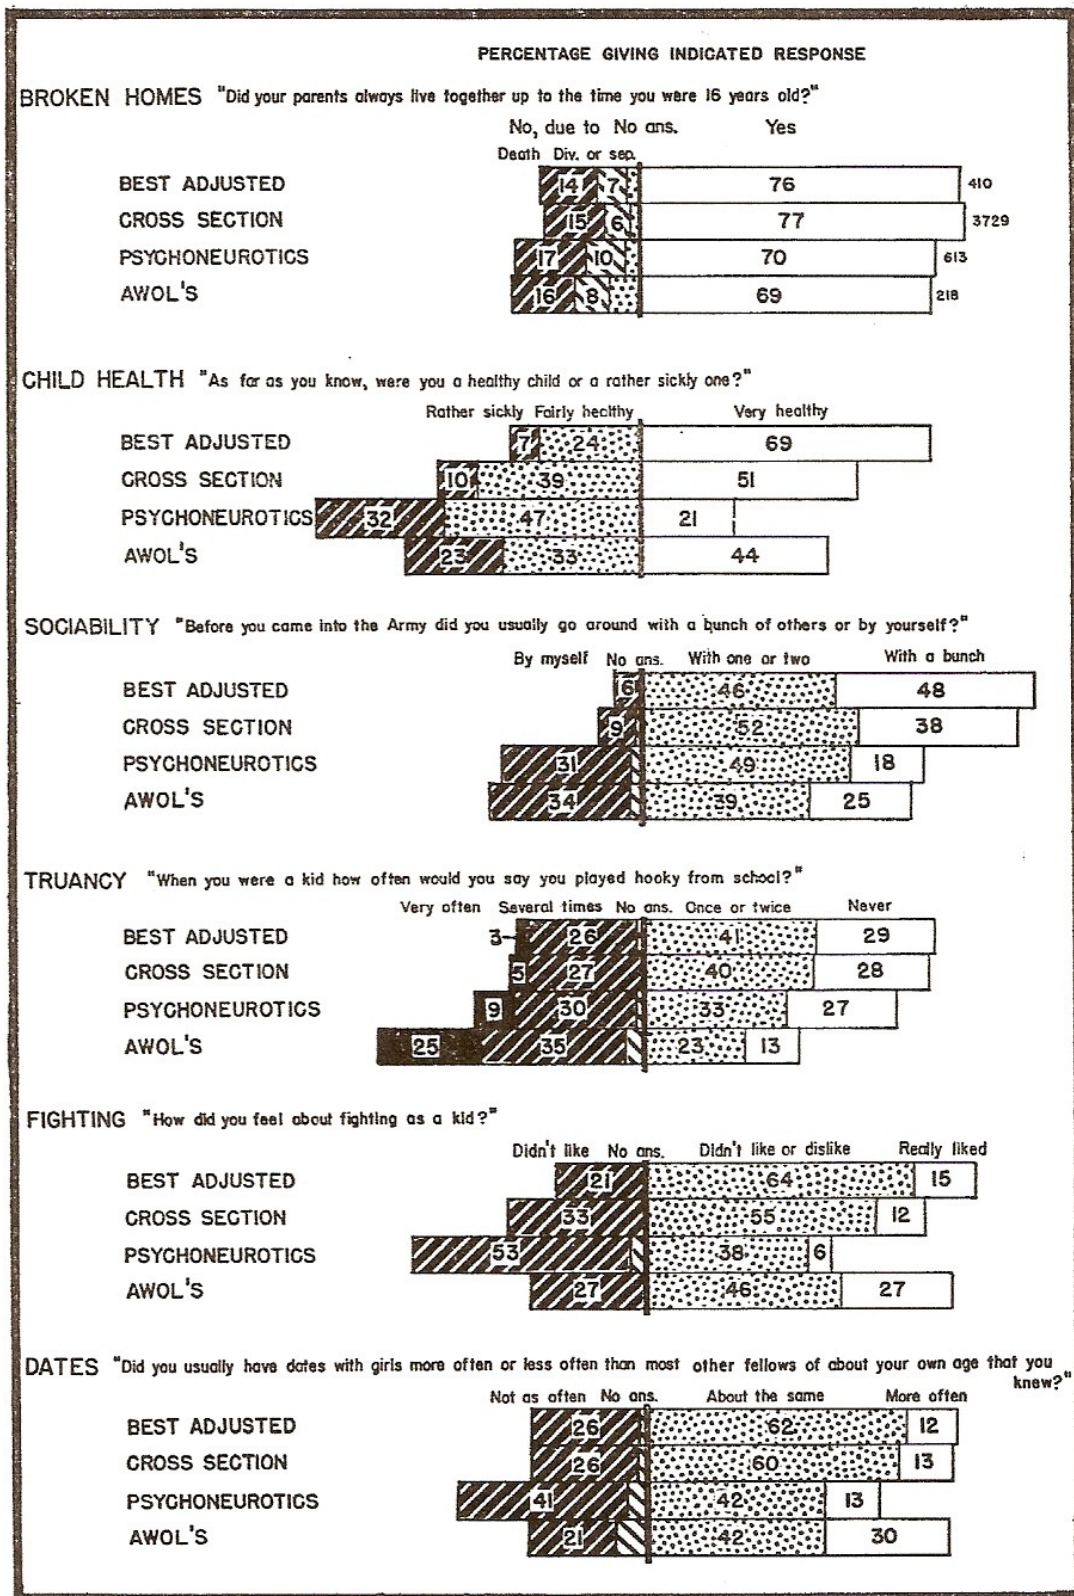 PERCENTAGE GIVING INDICATED RESPONSE
BROKEN HOMES "Did your parents always live together up to the time you were 16 years old?"
No, due to No ans. Yes
Death Div. or sep.
BEST ADJUSTED 14 7 76 410
CROSS SECTION 15 6 77 3729
PSYCHONEUROTICS 17 10 70 613
AWOL'S 16 8 69 218
CHILD HEALTH "As far as you know, were you a healthy child or a rather sickly one?"
Rather sickly Fairly healthy Very healthy
BEST ADJUSTED 7 24 69
CROSS SECTION 10 39 51
PSYCHONEUROTICS 32 47 21
AWOL'S 23 33 44
SOCIABILITY "Before you came into the Army did you usually go around with a bunch of others or by yourself?"
By myself No ans. With one or two With a bunch
BEST ADJUSTED 6 46 48
CROSS SECTION 9 52 38
PSYCHONEUROTICS 31 49 18
AWOL'S 34 39 25
TRUANCY "When you were a kid how often would you say you played hooky from school?"
Very often Several times No ans. Once or twice Never
BEST ADJUSTED 3 26 41 29
CROSS SECTION 5 27 40 28
PSYCHONEUROTICS 9 30 33 27
AWOL'S 25 35 23 13
FIGHTING "How did you feel about fighting as a kid?"
Didn't like No ans. Didn't like or dislike Really liked
BEST ADJUSTED 21 64 15
CROSS SECTION 33 55 12
PSYCHONEUROTICS 53 38 6
AWOL'S 27 46 27
DATES "Did you usually have dates with girls more often or less often than most other fellows of about your own age that you
knew?"
Not as often No ans. About the same More often
BEST ADJUSTED 26 62 12
CROSS SECTION 26 60 13
PSYCHONEUROTICS 41 42 13
AWOL'S 21 42 30